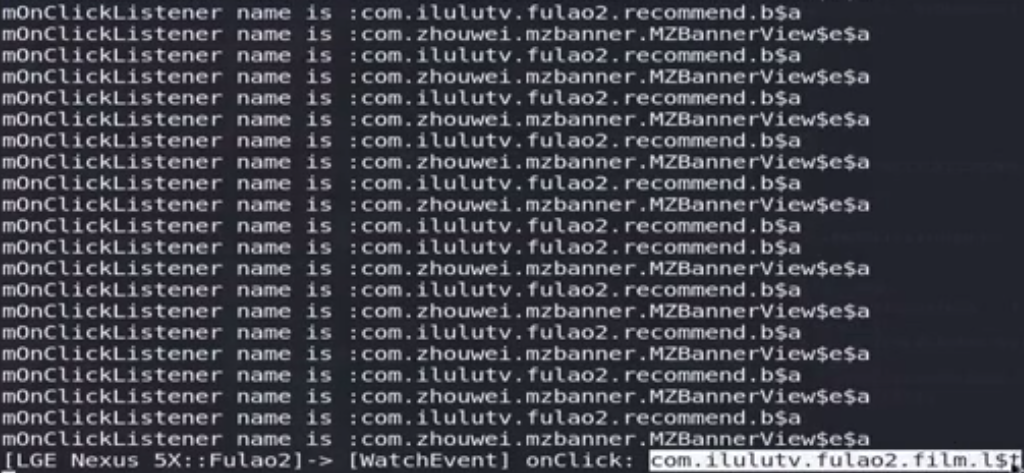 mOnClickListener name is :com.ilulutv.fulao2.recommend.b$a
mOnClickListener name is :com.zhouwei.mzbanner.MZBannerView$e$a
mOnClickListener name is :com.ilulutv.fulao2.recommend.b$a
mOnClickListener name is :com.zhouwei.mzbanner.MZBannerView$e$a
mOnClickListener name is :com.ilulutv.fulao2.recommend.b$a
mOnClickListener name is :com.zhouwei.mzbanner.MZBannerView$e$a
mOnClickListener name is :com.ilulutv.fulao2.recommend.b$a
mOnClickListener name is :com.zhouwei.mzbanner.MZBannerView$e$a
mOnClickListener name is :com.ilulutv.fulao2.recommend.b$a
mOnClickListener name is :com.zhouwei.mzbanner.MZBannerView$e$a
mOnClickListener name is :com.ilulutv.fulao2.recommend.b$a
mOnClickListener name is :com.ilulutv.fulao2.recommend.b$a
mOnClickListener name is :com.zhouwei.mzbanner.MZBannerView$e$a
mOnClickListener name is :com.ilulutv.fulao2.recommend.b$a
mOnClickListener name is :com.zhouwei.mzbanner.MZBannerView$e$a
mOnClickListener name is :com.ilulutv.fulao2.recommend.b$a
mOnClickListener name is :com.zhouwei.mzbanner.MZBannerView$e$a
mOnClickListener name is :com.ilulutv.fulao2.recommend.b$a
mOnClickListener name is :com.zhouwei.mzbanner.MZBannerView$e$a
mOnClickListener name is :com.ilulutv.fulao2.recommend.b$a
mOnClickListener name is :com.zhouwei.mzbanner.MZBannerView$e$a
[LGE Nexus 5X::Fulao2]-> [WatchEvent] onClick: com.ilulutv.fulao2.film.l$t